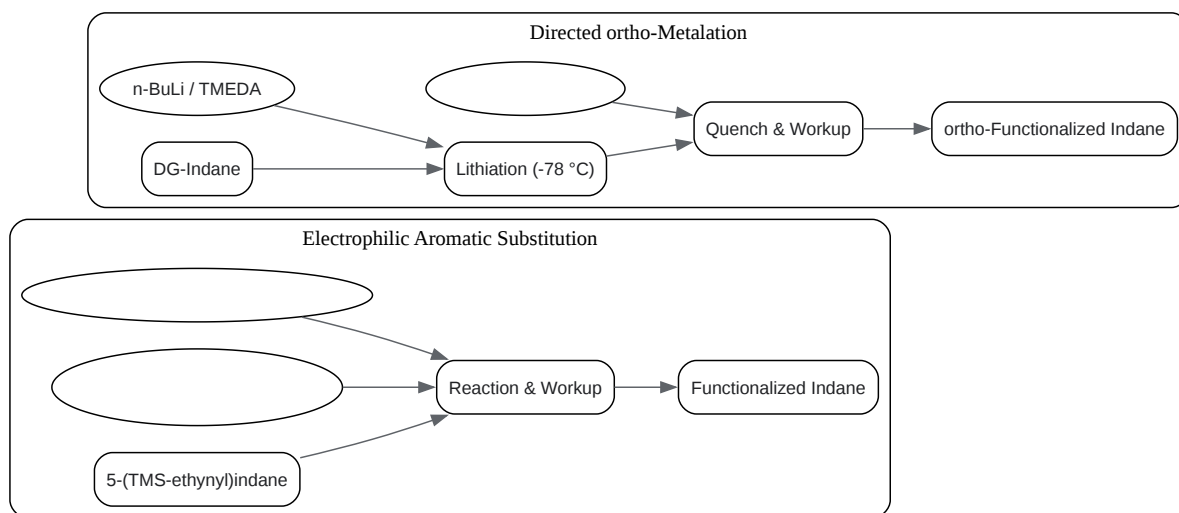 Directed ortho-Metalation
n-BuLi / TMEDA
DG-Indane
Lithiation (-78 °C)
Quench & Workup
ortho-Functionalized Indane
Electrophilic Aromatic Substitution
5-(TMS-ethynyl)indane
Reaction & Workup
Functionalized Indane